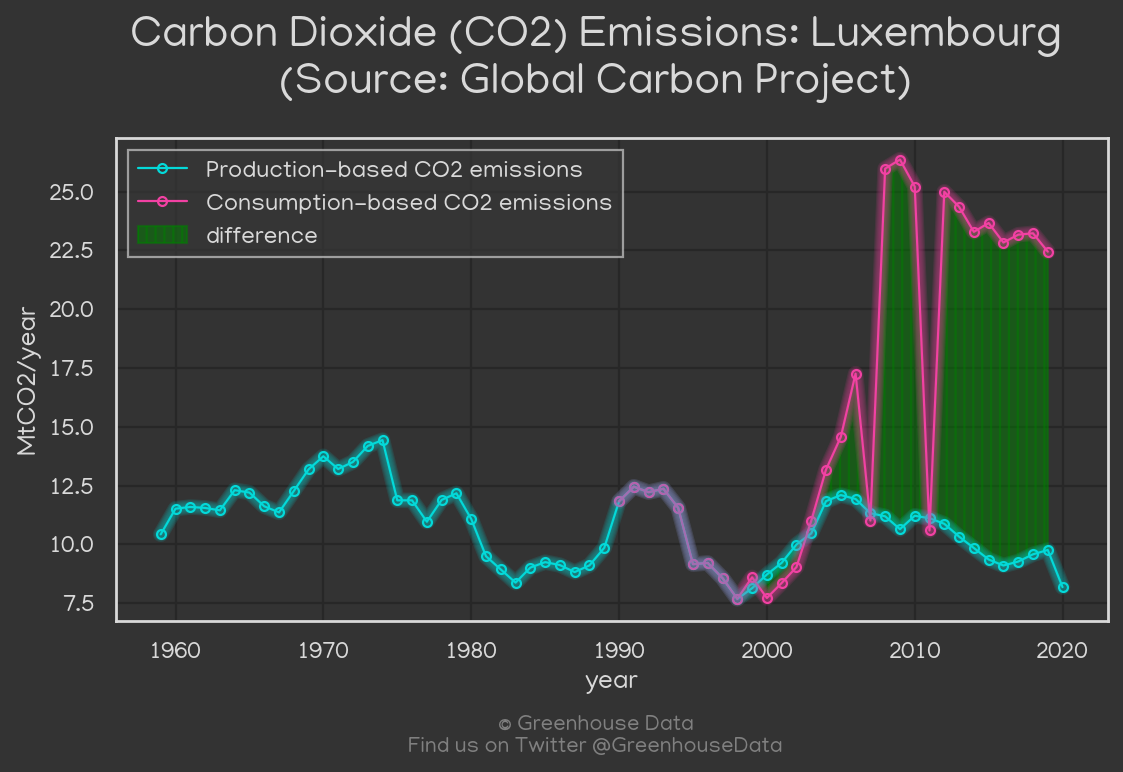 Carbon Dioxide (CO2) Emissions: Luxembourg
(Source: Global Carbon Project)
Production-based CO2 emissions
Consumption-based CO2 emissions
difference
MtCO2/year
25.0
22.5
20.0
17.5
15.0
12.5
10.0
7.5
1960 1970 1980 1990 2000 2010 2020
year
© Greenhouse Data
Find us on Twitter @GreenhouseData